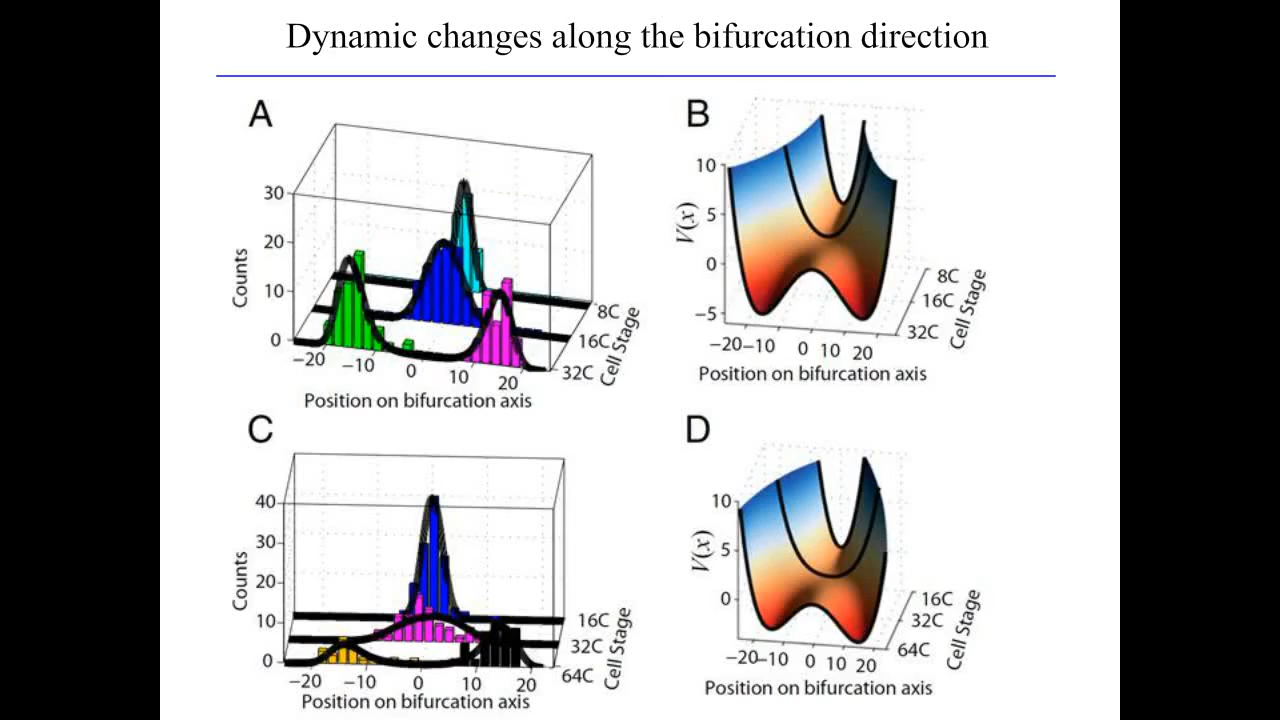 Dynamic changes along the bifurcation direction
A
30
20
10
0
Counts
−20
−10
0
10
20
8C
16C
32C
Cell Stage
Position on bifurcation axis
B
10
5
0
−5
V(x)
−20
−10
0
10
20
8C
16C
32C
Cell Stage
Position on bifurcation axis
C
40
30
20
10
0
Counts
−20
−10
0
10
20
16C
32C
64C
Cell Stage
Position on bifurcation axis
D
10
5
0
V(x)
−20
−10
0
10
20
16C
32C
64C
Cell Stage
Position on bifurcation axis